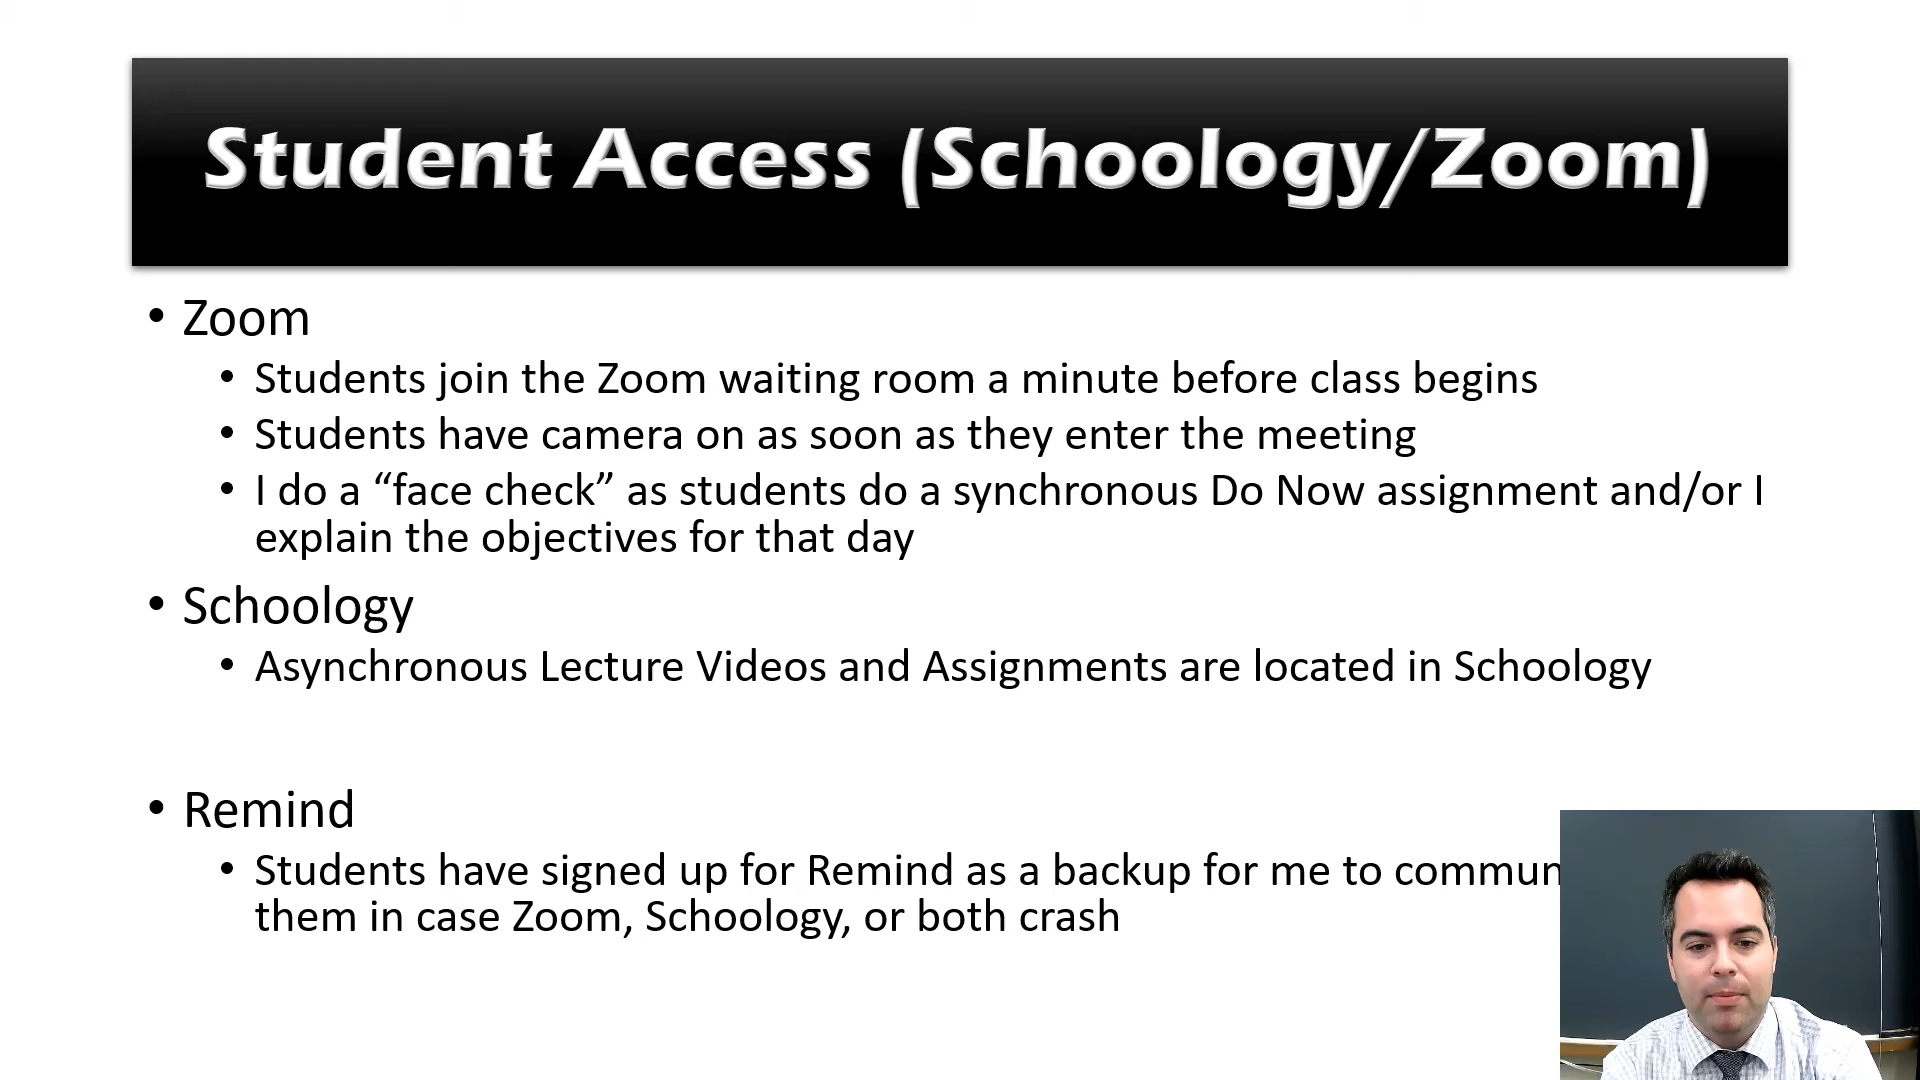 Student Access (Schoology/Zoom)
• Zoom
• Students join the Zoom waiting room a minute before class begins
• Students have camera on as soon as they enter the meeting
• I do a “face check” as students do a synchronous Do Now assignment and/or I
explain the objectives for that day
• Schoology
• Asynchronous Lecture Videos and Assignments are located in Schoology
• Remind
• Students have signed up for Remind as a backup for me to commun
them in case Zoom, Schoology, or both crash